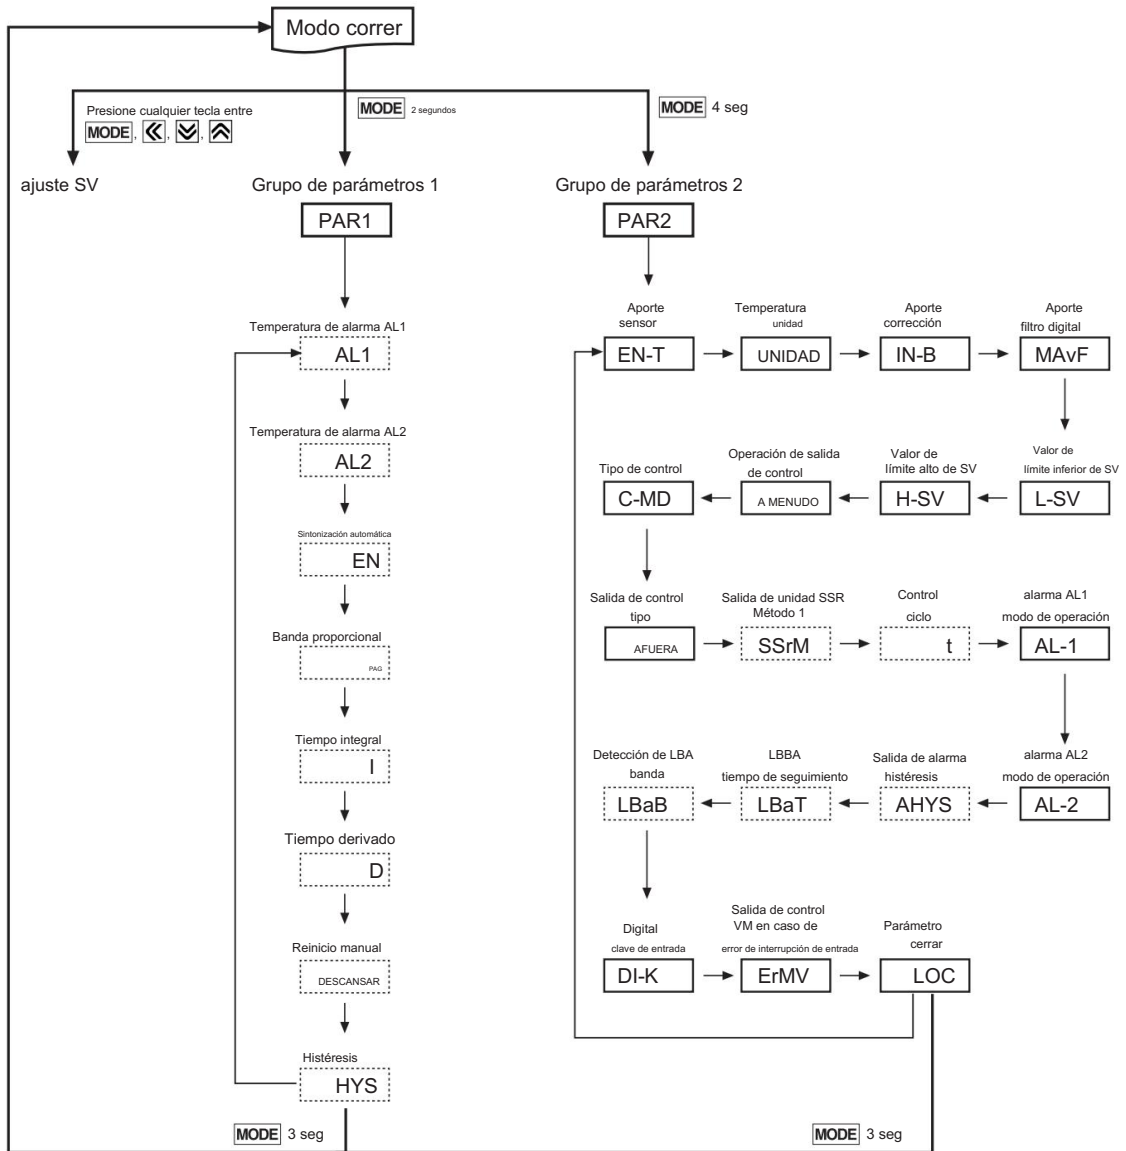 Modo correr
Presione cualquier tecla entre
MODE, «, , 
MODE 2 segundos
MODE 4 seg
ajuste SV
Grupo de parámetros 1
PAR1
Grupo de parámetros 2
PAR2
Temperatura de alarma AL1
AL1
Temperatura de alarma AL2
AL2
Sintonización automática
EN
Banda proporcional
PAG
Tiempo integral
I
Tiempo derivado
D
Reinicio manual
DESCANSAR
Histéresis
HYS
MODE 3 seg
Aporte
sensor
EN-T
Temperatura
unidad
UNIDAD
Aporte
corrección
IN-B
Aporte
filtro digital
MAvF
Tipo de control
C-MD
Operación de salida
de control
A MENUDO
Valor de
límite alto de SV
H-SV
Valor de
límite inferior de SV
L-SV
Salida de control
tipo
AFUERA
Salida de unidad SSR
Método 1
SSrM
Control
ciclo
t
alarma AL1
modo de operación
AL-1
Detección de LBA
banda
LBaB
LBBA
tiempo de seguimiento
LBaT
Salida de alarma
histéresis
AHYS
alarma AL2
modo de operación
AL-2
Digital
clave de entrada
DI-K
Salida de control
VM en caso de
error de interrupción de entrada
ErMV
Parámetro
cerrar
LOC
MODE 3 seg